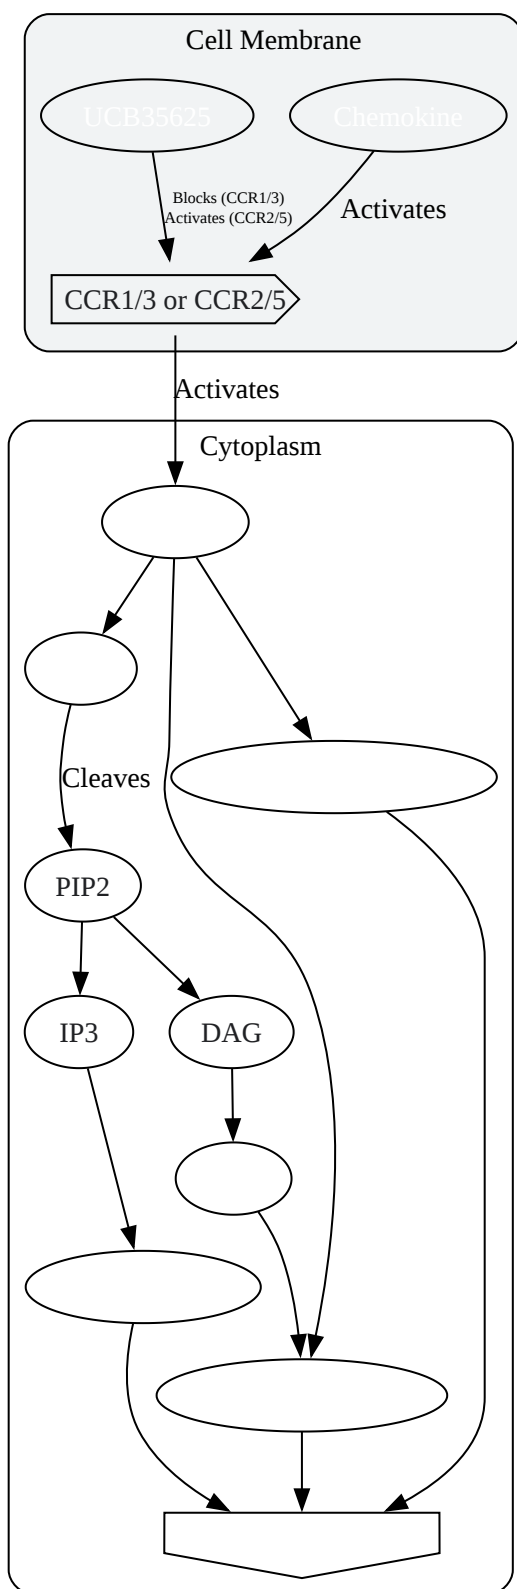 Cell Membrane
UCB35625
Chemokine
Blocks (CCR1/3)
Activates (CCR2/5)
Activates
CCR1/3 or CCR2/5
Activates
Cytoplasm
Cleaves
PIP2
IP3
DAG